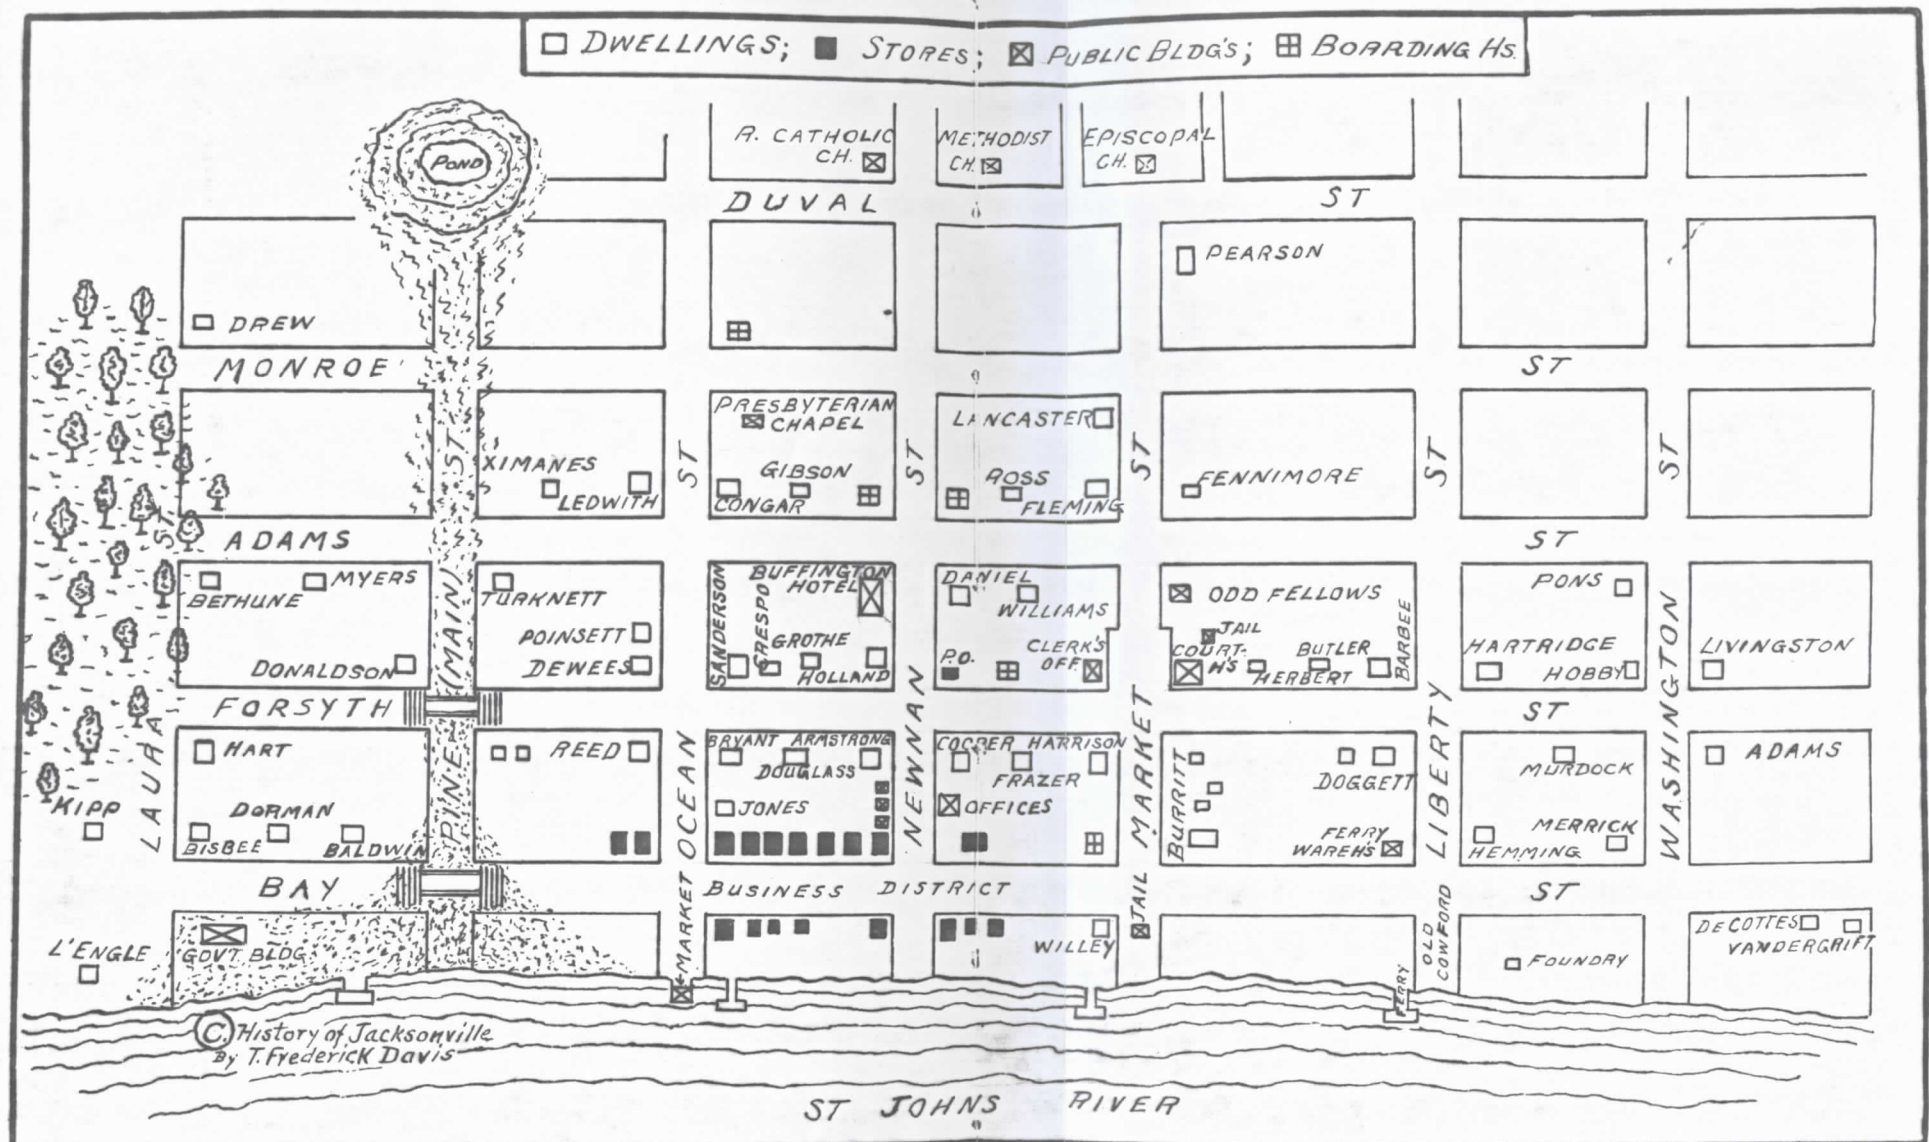 DWELLINGS; STORES; PUBLIC BLDG'S; BOARDING HS.
POND
R. CATHOLIC
CH.
METHODIST
CH.
EPISCOPAL
CH.
DUVAL ST
PEARSON
DREW
MONROE ST
PRESBYTERIAN
CHAPEL
LANCASTER
XIMANES
LEDWITH
GIBSON
CONGAR
ROSS
FLEMING
FENNIMORE
ST
ST
ST
ST
ST
ST
ADAMS ST
BETHUNE
MYERS
TURKNETT
POINSETT
DEWEES
DONALDSON
SANDERSON
CRESPO
BUFFINGTON
HOTEL
GROTHE
HOLLAND
DANIEL
WILLIAMS
P.O.
CLERK'S
OFF.
ODD FELLOWS
JAIL
COURT-
H'S
HERBERT
BUTLER
BARBEE
PONS
HARTRIDGE
HOBBY
LIVINGSTON
FORSYTH ST
LAURA ST
PINE (MAIN)
OCEAN
NEWNAN
MARKET
LIBERTY
WASHINGTON
HART
DORMAN
BISBEE
BALDWIN
KIPP
REED
BRYANT ARMSTRONG
DOUGLASS
JONES
COOPER HARRISON
FRAZER
OFFICES
BURRITT
DOGGETT
FERRY
WAREH'S
MURDOCK
MERRICK
HEMMING
ADAMS
BAY ST
BUSINESS DISTRICT
L'ENGLE
GOVT. BLDG
MARKET
WILLEY
JAIL
FERRY
OLD
COWFORD
FOUNDRY
DECOTTES
VANDERGRIFT
© History of Jacksonville
By T. Frederick Davis
ST JOHNS RIVER